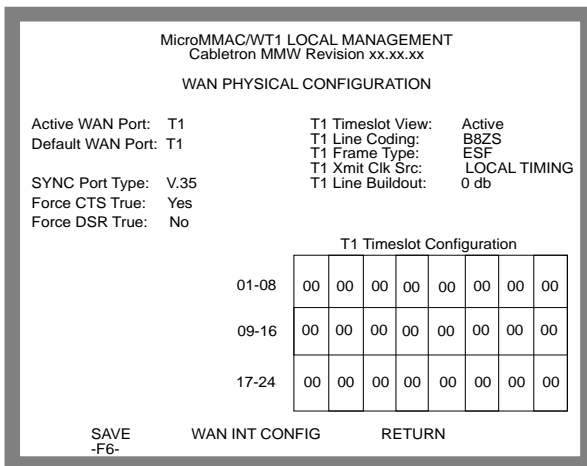 MicroMMAC/WT1 LOCAL MANAGEMENT
Cabletron MMW Revision xx.xx.xx
WAN PHYSICAL CONFIGURATION
Active WAN Port: T1
Default WAN Port: T1
SYNC Port Type: V.35
Force CTS True: Yes
Force DSR True: No
T1 Timeslot View: Active
T1 Line Coding: B8ZS
T1 Frame Type: ESF
T1 Xmit Clk Src: LOCAL TIMING
T1 Line Buildout: 0 db
T1 Timeslot Configuration
01-08 00 00 00 00 00 00 00 00
09-16 00 00 00 00 00 00 00 00
17-24 00 00 00 00 00 00 00 00
SAVE WAN INT CONFIG RETURN
-F6-